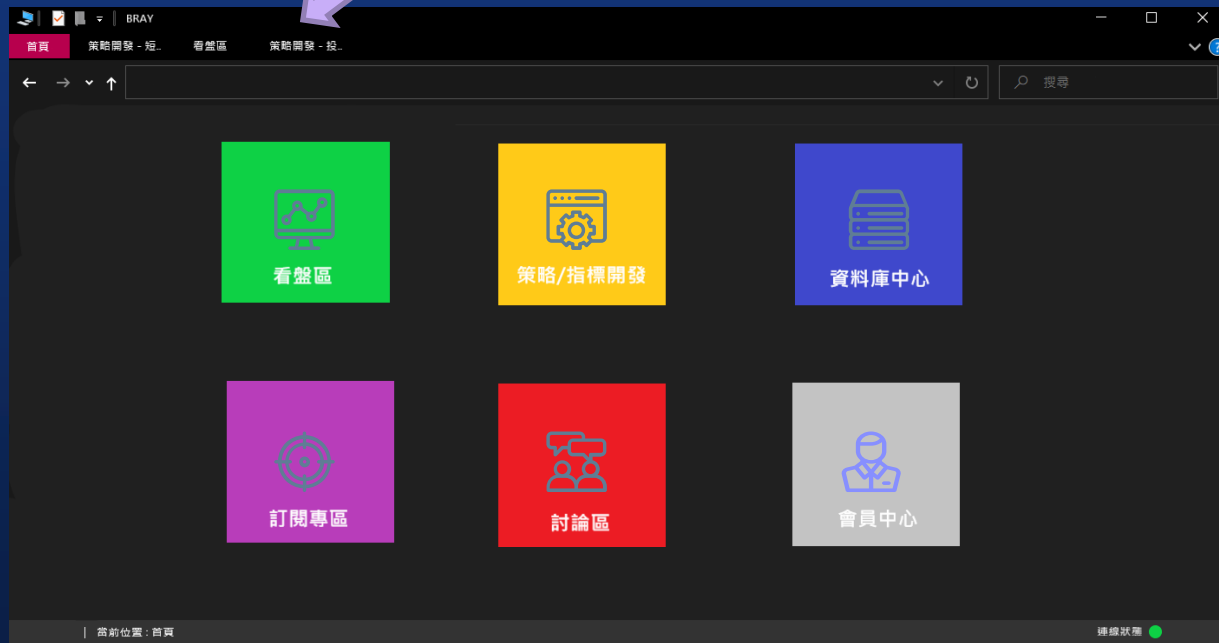 BRAY
首頁 策略開發 - 短.. 看盤區 策略開發 - 投..
搜尋
看盤區 策略/指標開發 資料庫中心
訂閱專區 討論區 會員中心
| 當前位置 : 首頁 連線狀態